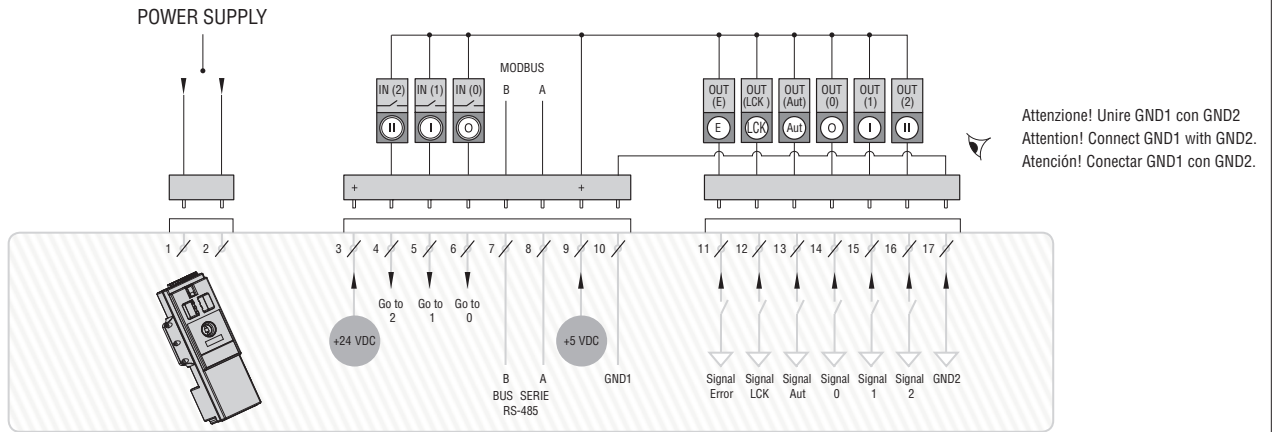 POWER SUPPLY
MODBUS
B A
IN (2) IN (1) IN (0)
II I O
OUT (E) OUT (LCK ) OUT (Aut) OUT (0) OUT (1) OUT (2)
E LCK Aut O I II
Attenzione! Unire GND1 con GND2
Attention! Connect GND1 with GND2.
Atención! Conectar GND1 con GND2.
+ +
1 2 3 4 5 6 7 8 9 10 11 12 13 14 15 16 17
Go to 2
Go to 1
Go to 0
+24 VDC
+5 VDC
B A
BUS SERIE
RS-485
GND1
Signal Error
Signal LCK
Signal Aut
Signal 0
Signal 1
Signal 2
GND2